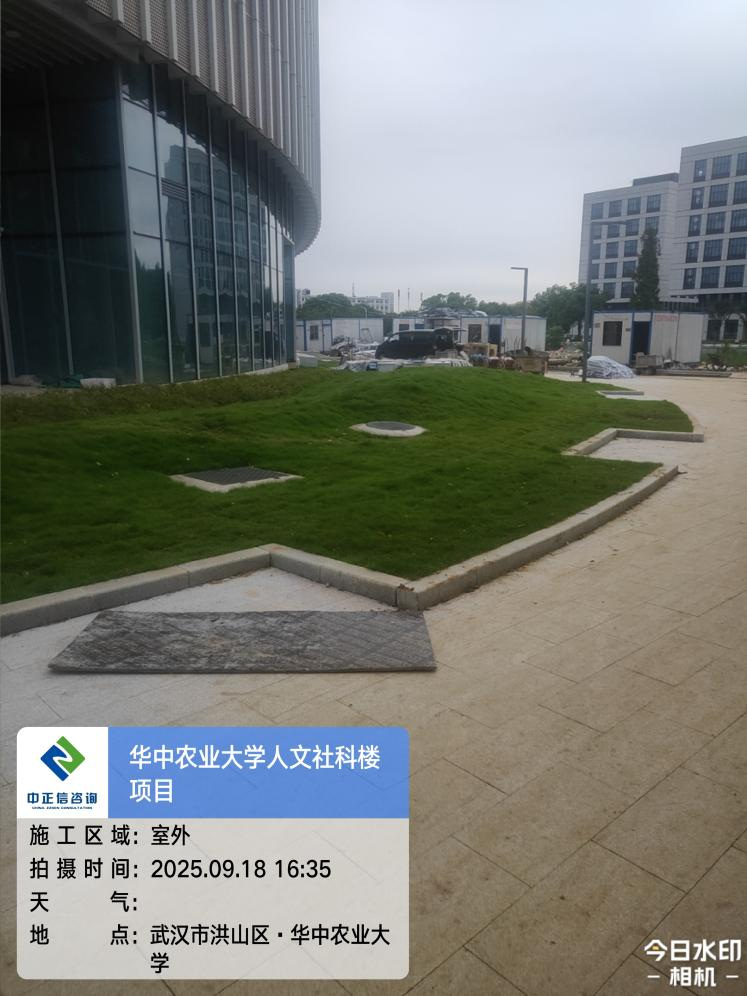 中正信咨询
华中农业大学人文社科楼
项目
施工区域：室外
拍摄时间：2025.09.18 16:35
天气：
地点：武汉市洪山区·华中农业大
学
今日水印
相机